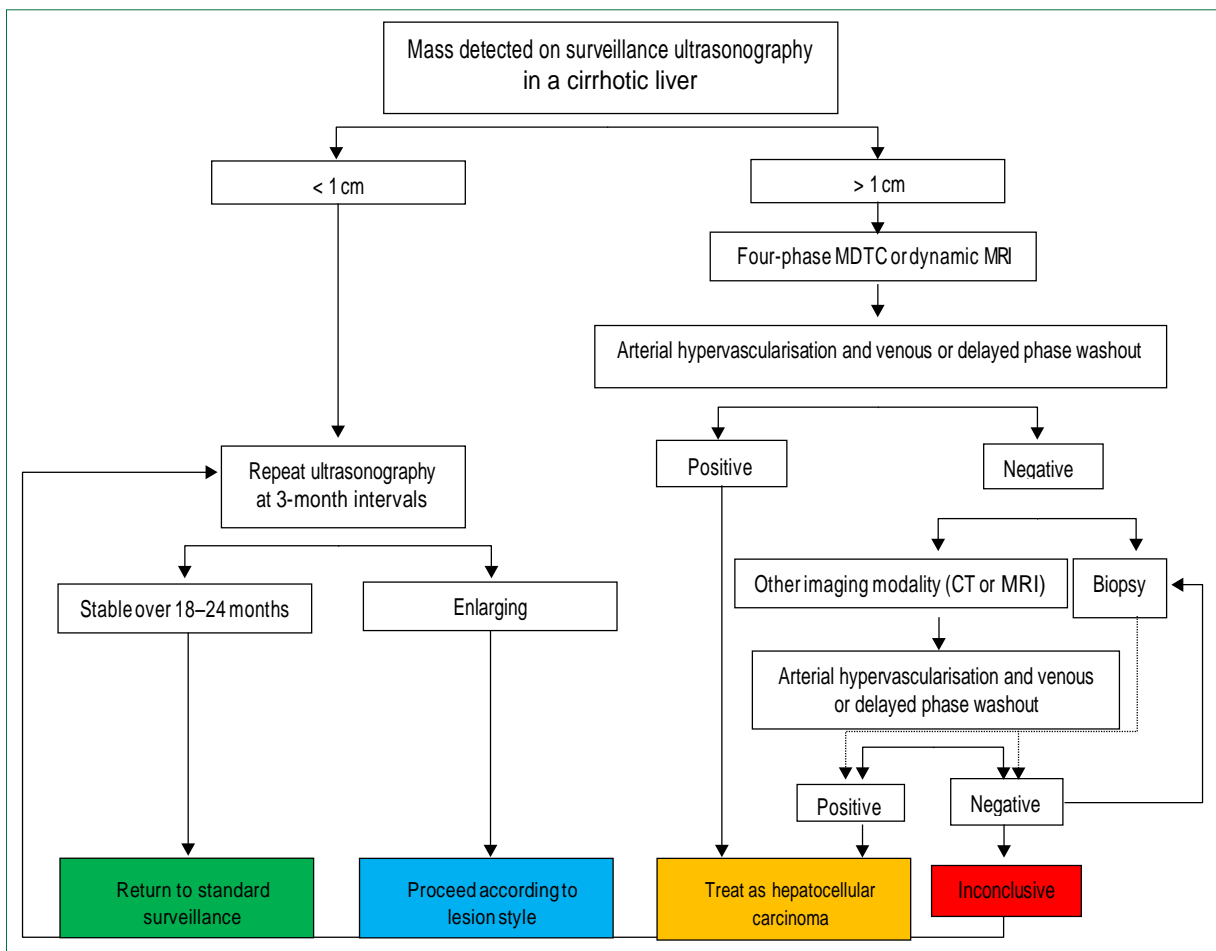 Mass detected on surveillance ultrasonography
in a cirrhotic liver
< 1 cm
> 1 cm
Four-phase MDTC or dynamic MRI
Arterial hypervascularisation and venous or delayed phase washout
Repeat ultrasonography
at 3-month intervals
Positive
Negative
Stable over 18–24 months
Enlarging
Other imaging modality (CT or MRI)
Biopsy
Arterial hypervascularisation and venous
or delayed phase washout
Positive
Negative
Return to standard
surveillance
Proceed according to
lesion style
Treat as hepatocellular
carcinoma
Inconclusive